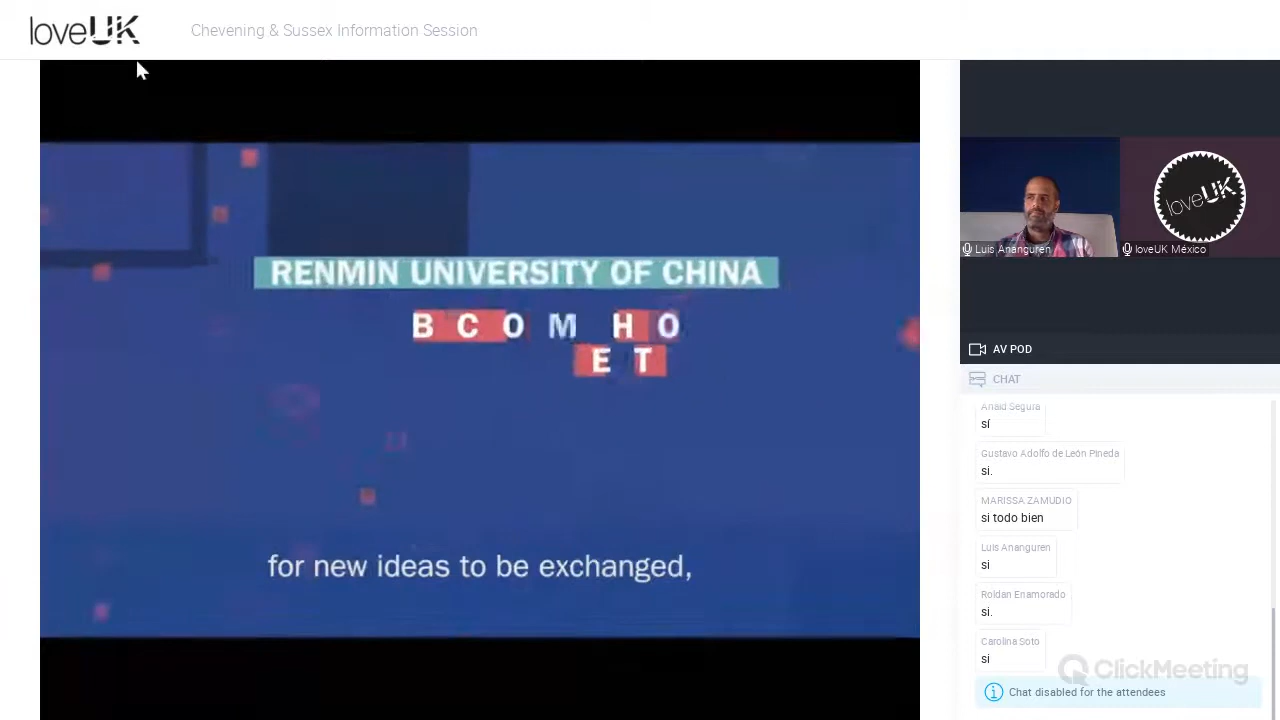 loveUK
Chevening & Sussex Information Session
RENMIN UNIVERSITY OF CHINA
B C O M H O
E T
for new ideas to be exchanged,
loveUK
Luis Ananguren
loveUK México
AV POD
CHAT
Anaid Segura
sí
Gustavo Adolfo de León Pineda
si.
MARISSA ZAMUDIO
si todo bien
Luis Ananguren
si
Roldan Enamorado
si.
Carolina Soto
si
ClickMeeting
Chat disabled for the attendees